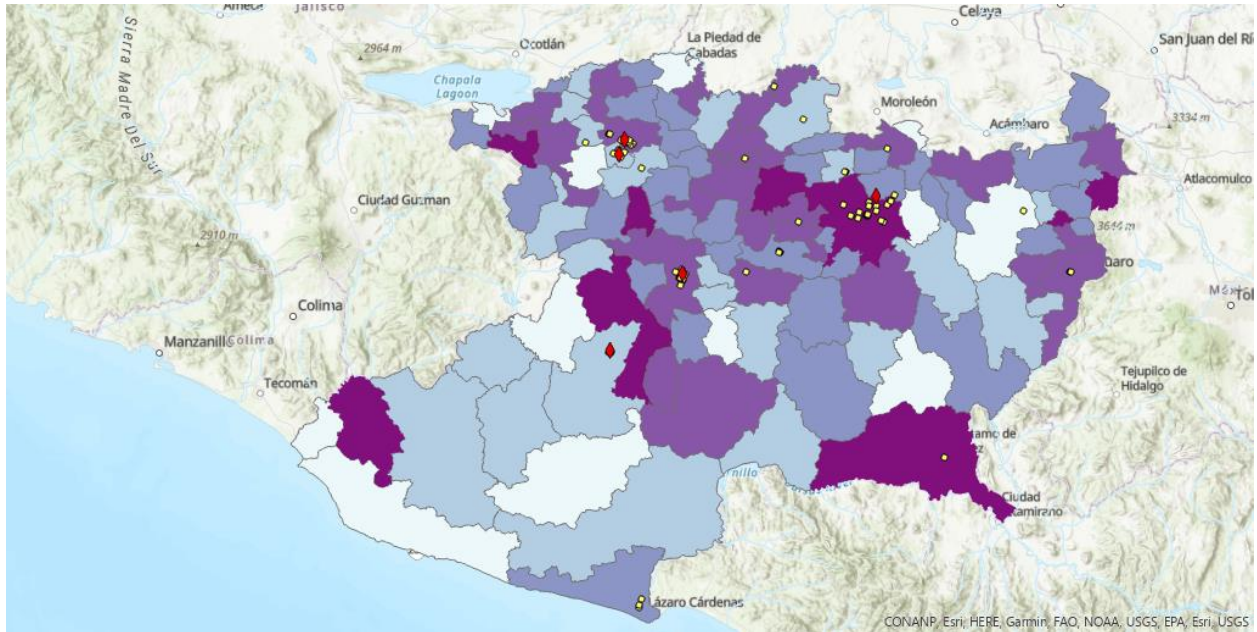 Ameca
Jalisco
Celaya
La Piedad de
Cabadas
San Juan del Rí
Ocotlán
2964 m
Chapala
Lagoon
Moroleón
Acámbaro
3334 m
Sierra Madre Del Sur
Atlacomulco
Ciudad Guzman
2910 m
3644 m
Colima
Manzanillo
Colima
Tecomán
Tejupilco de
Hidalgo
Ciudad
Lázaro Cárdenas
CONANP, Esri, HERE, Garmin, FAO, NOAA, USGS, EPA, Esri, USGS